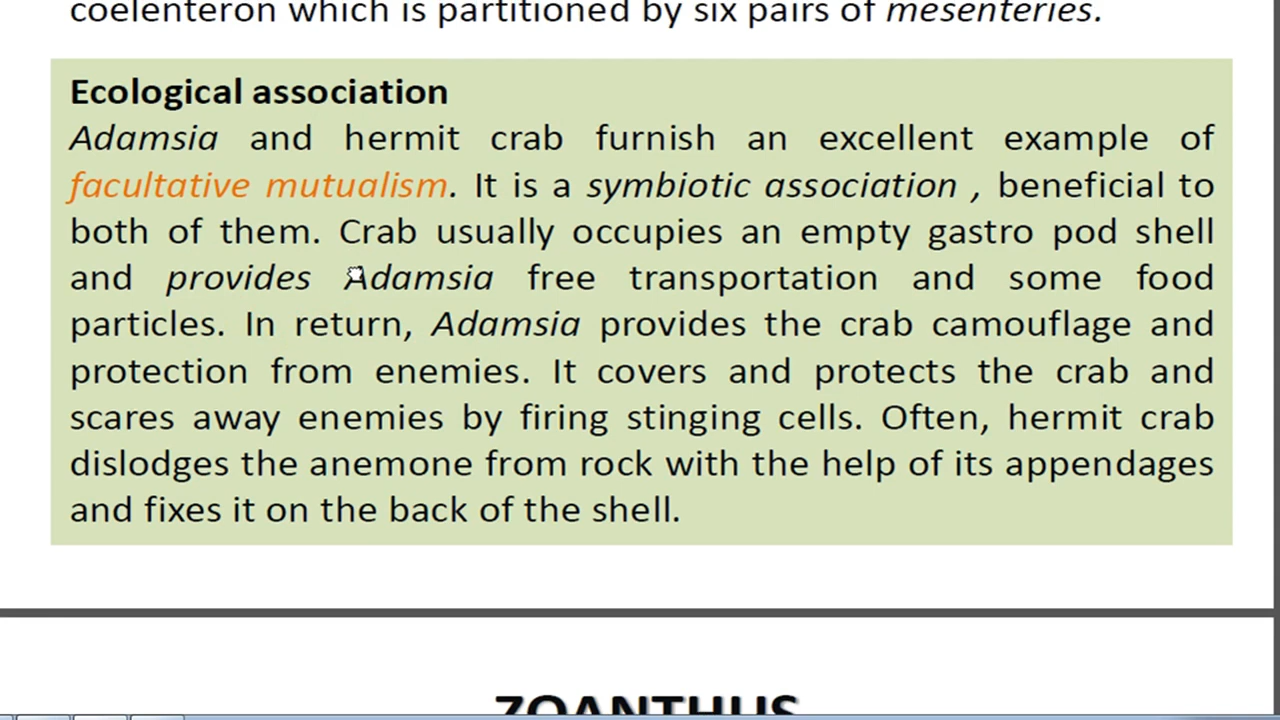 coelenteron which is partitioned by six pairs of mesenteries.
Ecological association
Adamsia and hermit crab furnish an excellent example of
facultative mutualism. It is a symbiotic association , beneficial to
both of them. Crab usually occupies an empty gastro pod shell
and provides Adamsia free transportation and some food
particles. In return, Adamsia provides the crab camouflage and
protection from enemies. It covers and protects the crab and
scares away enemies by firing stinging cells. Often, hermit crab
dislodges the anemone from rock with the help of its appendages
and fixes it on the back of the shell.
ZOANTHUS